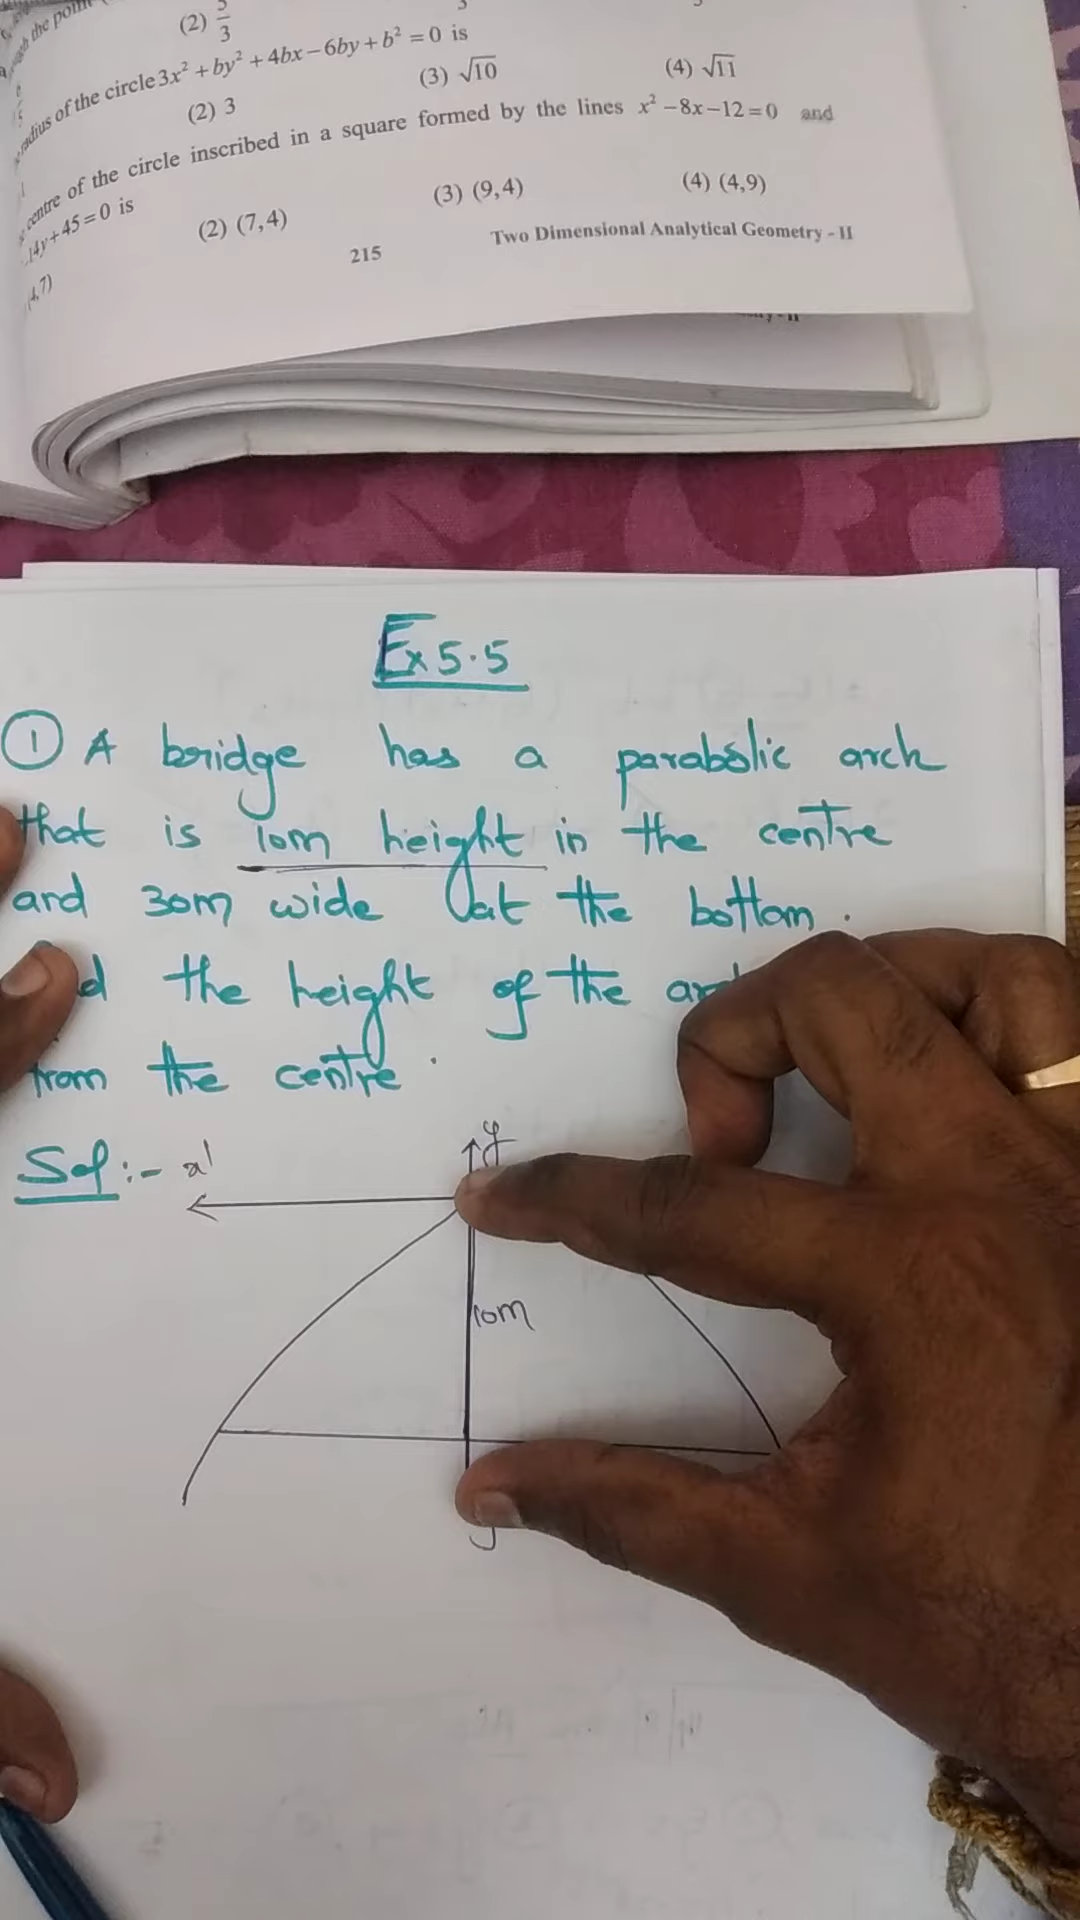 the point
(2) 5/3
radius of the circle 3x² + by² + 4bx − 6by + b² = 0 is
(2) 3 (3) √10 (4) √11
centre of the circle inscribed in a square formed by the lines x² − 8x − 12 = 0 and
14y + 45 = 0 is
(2) (7,4) (3) (9,4) (4) (4,9)
215 Two Dimensional Analytical Geometry - II
Ex 5.5
① A bridge has a parabolic arch
that is 10m height in the centre
and 30m wide at the bottom.
the height of the
from the centre.
Sol:- x'
y
10m